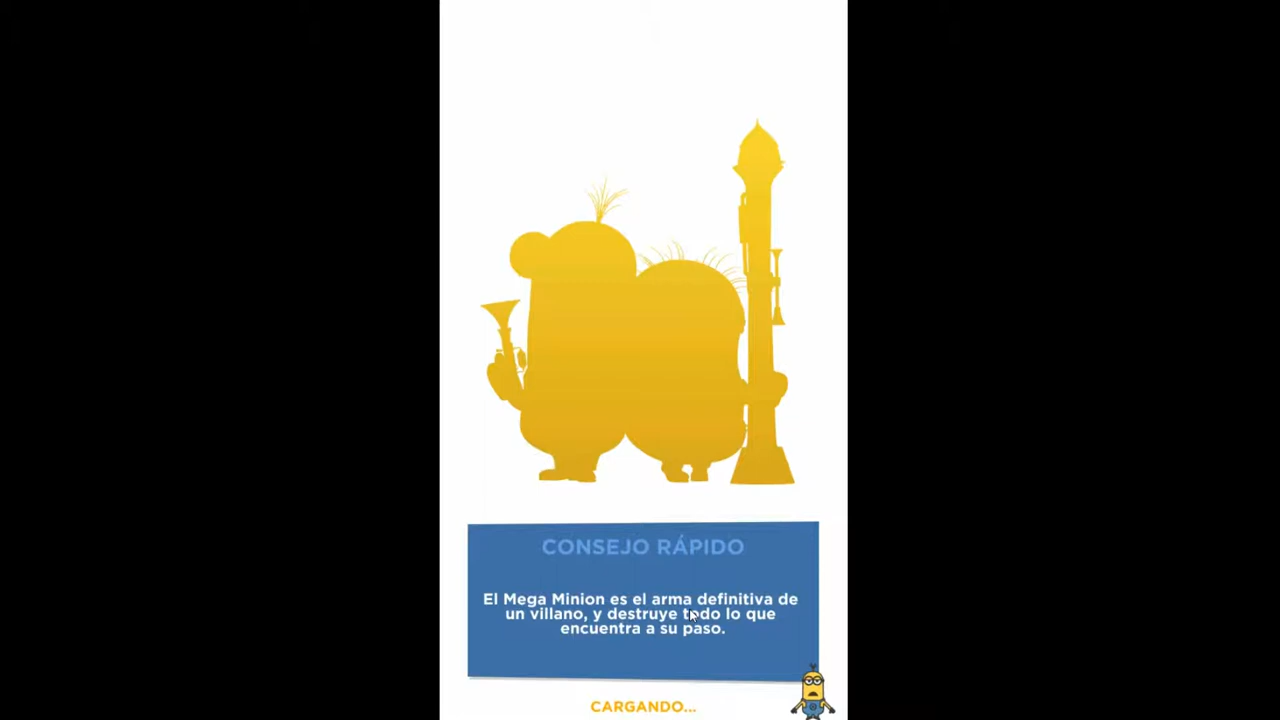 CONSEJO RÁPIDO
El Mega Minion es el arma definitiva de
un villano, y destruye todo lo que
encuentra a su paso.
CARGANDO...